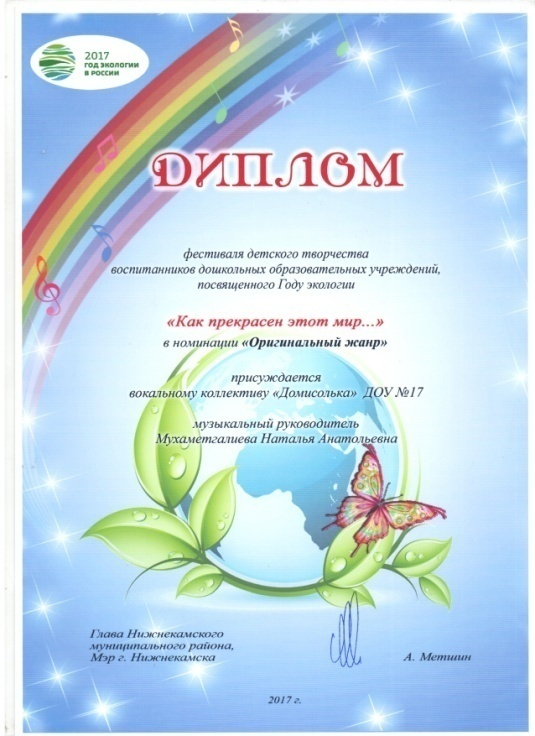 2017
ГОД ЭКОЛОГИИ
В РОССИИ
ДИПЛОМ
фестиваля детского творчества
воспитанников дошкольных образовательных учреждений,
посвященного Году экологии
«Как прекрасен этот мир...»
в номинации «Оригинальный жанр»
присуждается
вокальному коллективу «Домисолька» ДОУ №17
музыкальный руководитель
Мухаметгалиева Наталья Анатольевна
Глава Нижнекамского
муниципального района,
Мэр г. Нижнекамска
А. Метшин
2017 г.